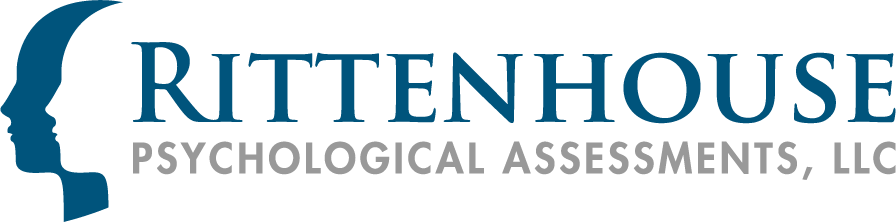 RITTENHOUSE
PSYCHOLOGICAL ASSESSMENTS, LLC